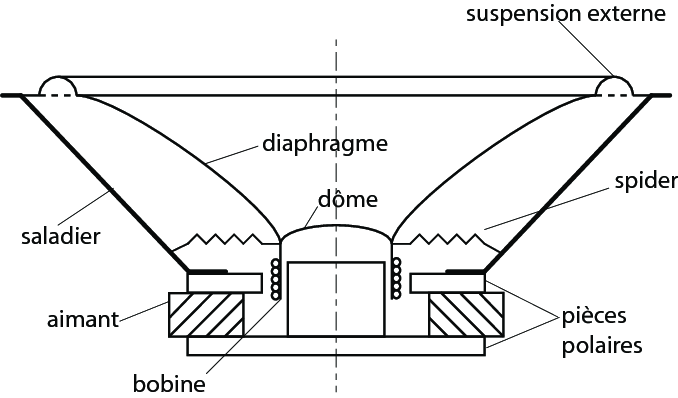 suspension externe
diaphragme
spider
dôme
saladier
aimant
pièces
polaires
bobine